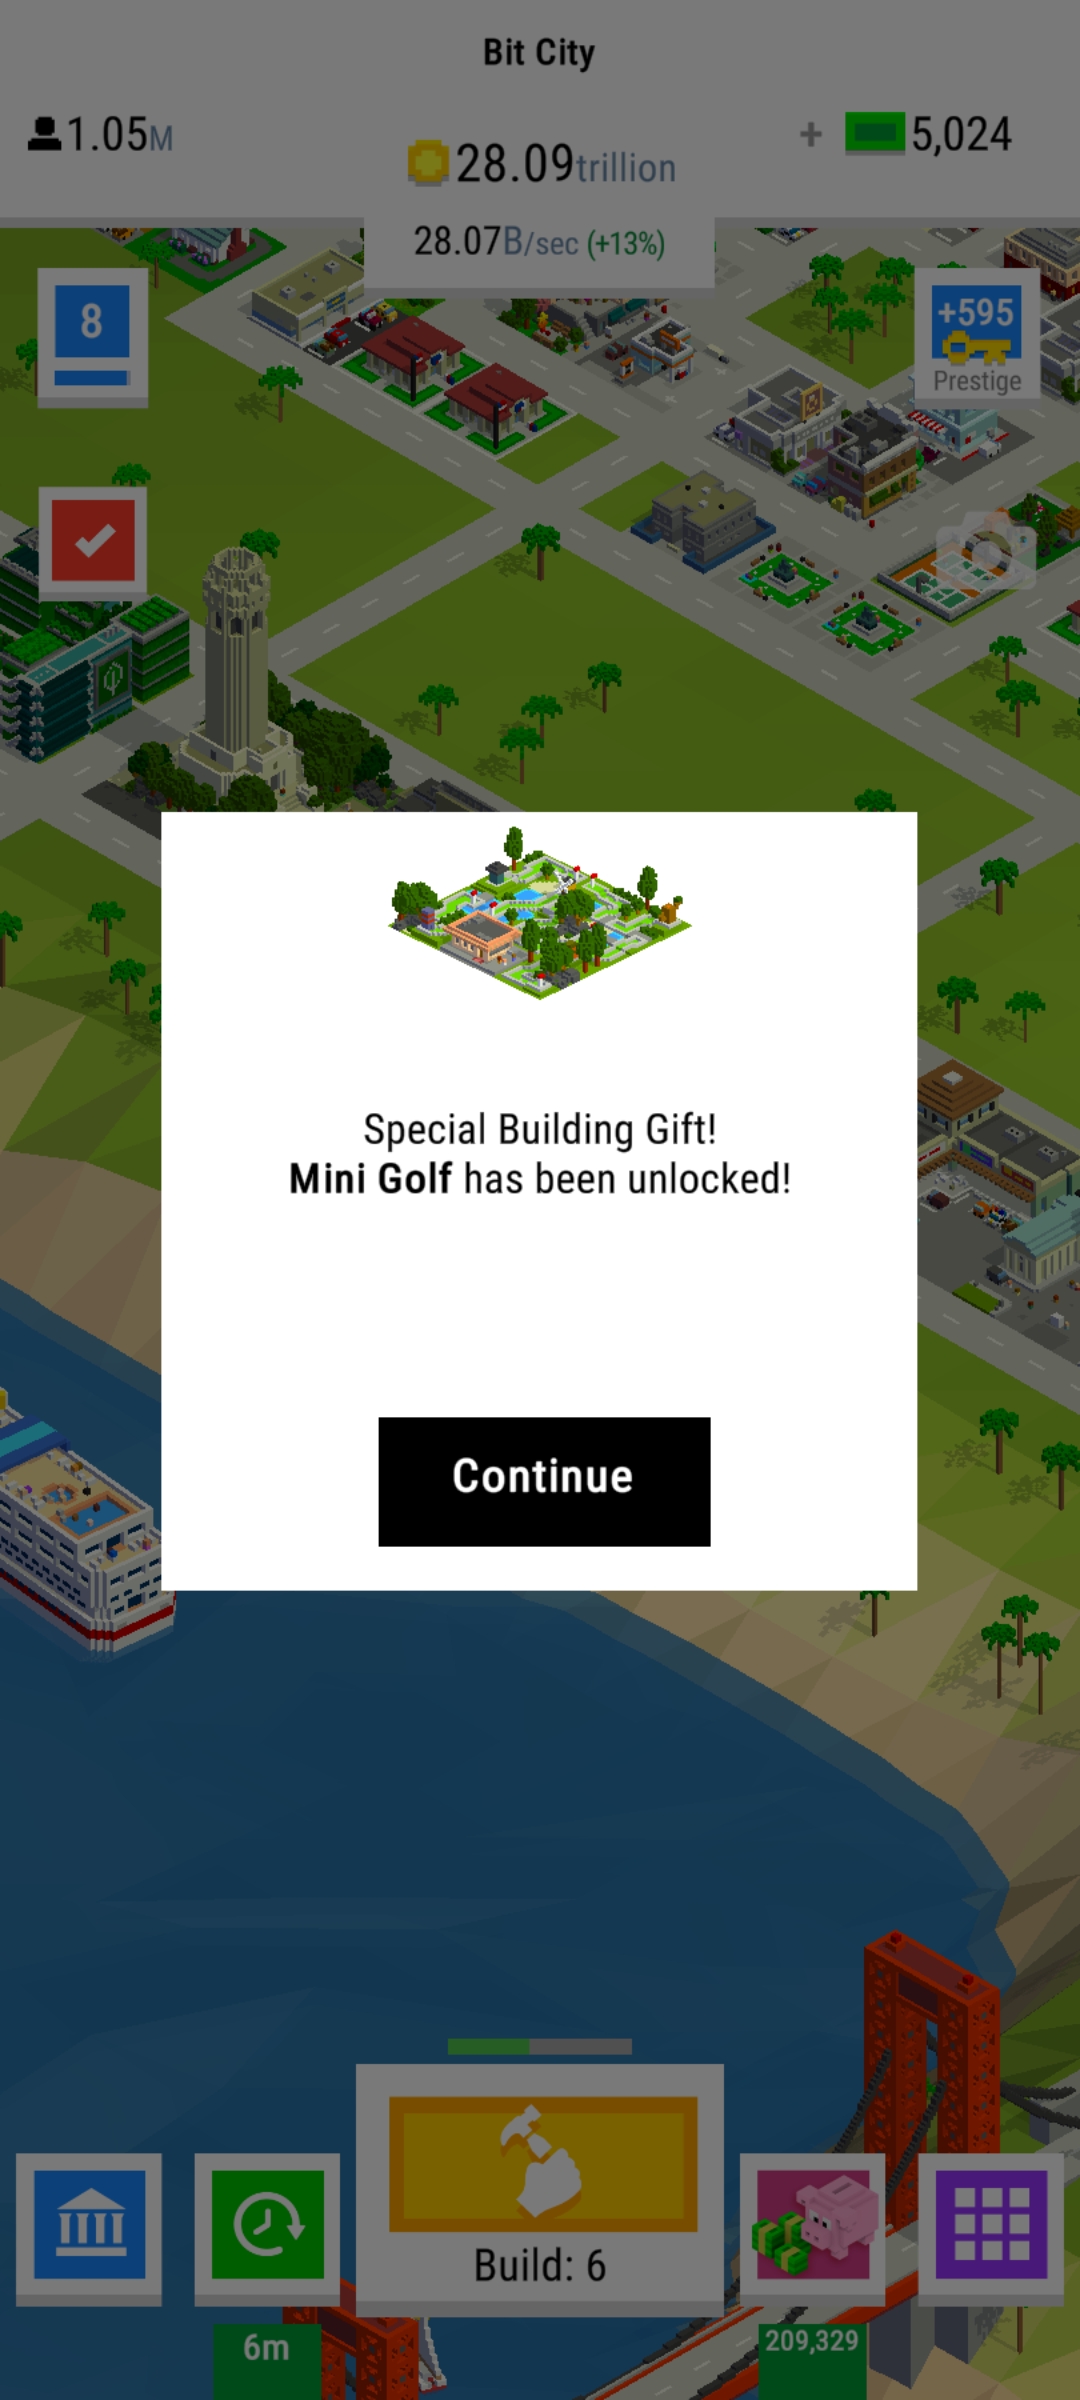 Bit City
1.05M
28.09trillion
+ 5,024
28.07B/sec (+13%)
8
+595
Prestige
Special Building Gift!
Mini Golf has been unlocked!
Continue
Build: 6
6m
209,329